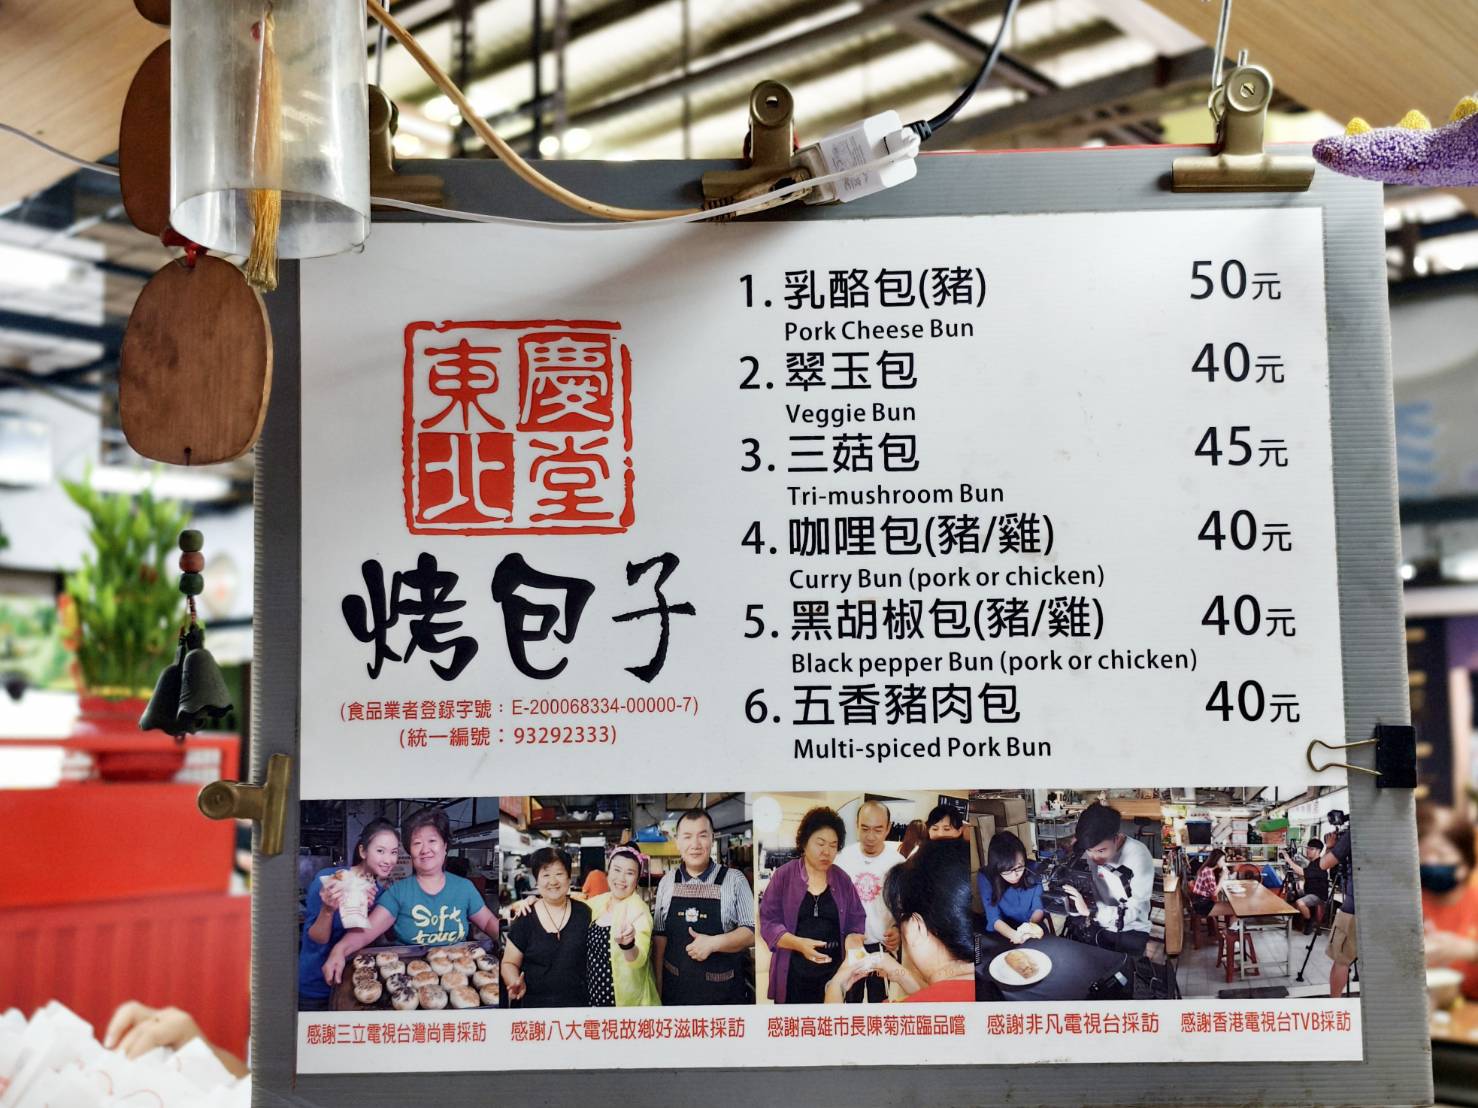 慶堂
東北
烤包子
(食品業者登錄字號：E-200068334-00000-7)
(統一編號：93292333)
1. 乳酪包(豬) 50元
Pork Cheese Bun
2. 翠玉包 40元
Veggie Bun
3. 三菇包 45元
Tri-mushroom Bun
4. 咖哩包(豬/雞) 40元
Curry Bun (pork or chicken)
5. 黑胡椒包(豬/雞) 40元
Black pepper Bun (pork or chicken)
6. 五香豬肉包 40元
Multi-spiced Pork Bun
Soft
touch
感謝三立電視台灣尚青採訪
感謝八大電視故鄉好滋味採訪
感謝高雄市長陳菊蒞臨品嚐
感謝非凡電視台採訪
感謝香港電視台TVB採訪